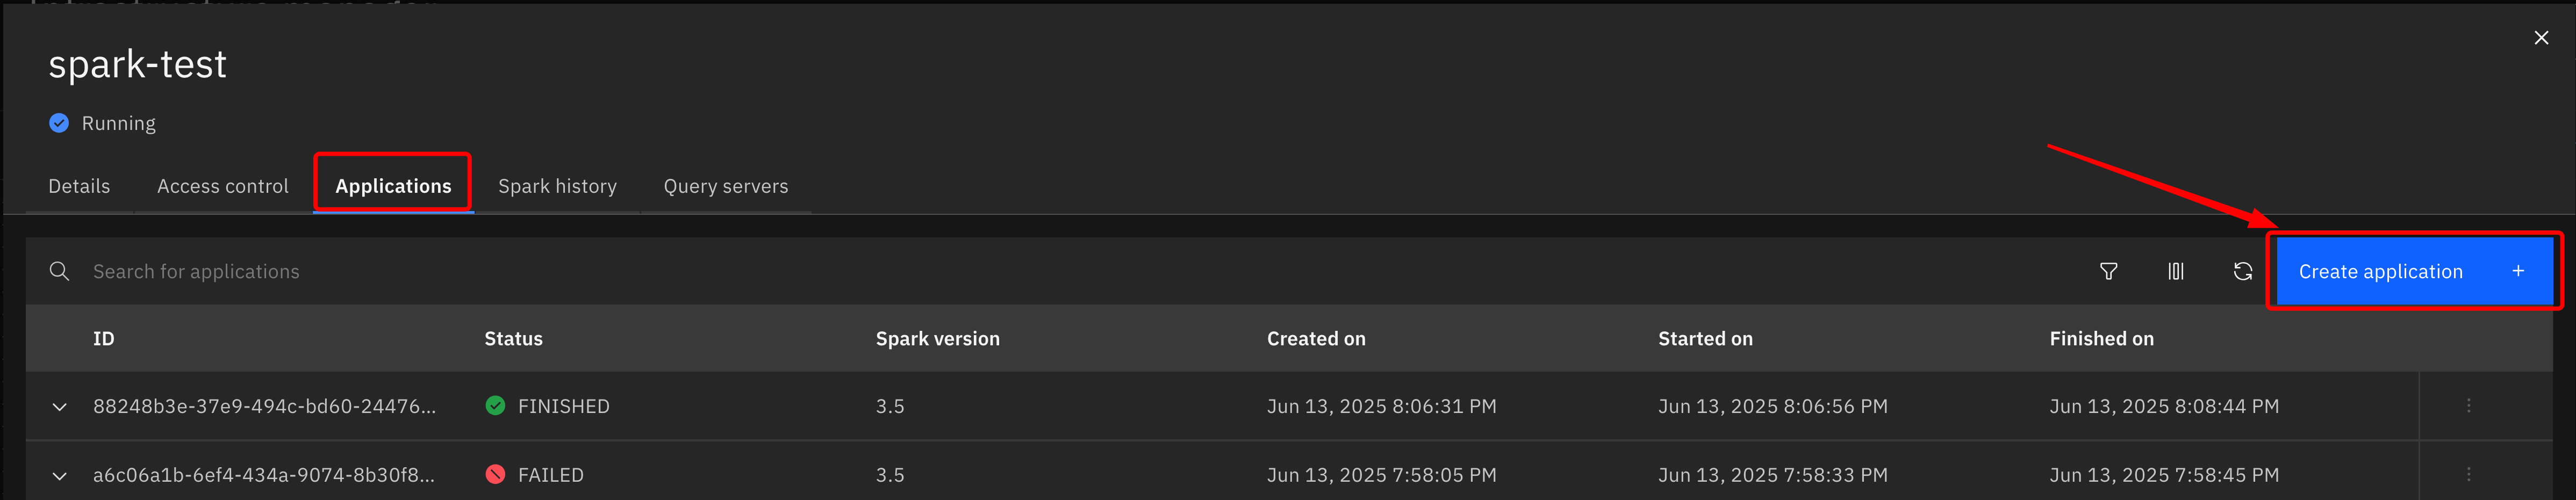 spark-test
Running
Details Access control Applications Spark history Query servers
Search for applications Create application +
ID Status Spark version Created on Started on Finished on
88248b3e-37e9-494c-bd60-24476... FINISHED 3.5 Jun 13, 2025 8:06:31 PM Jun 13, 2025 8:06:56 PM Jun 13, 2025 8:08:44 PM
a6c06a1b-6ef4-434a-9074-8b30f8... FAILED 3.5 Jun 13, 2025 7:58:05 PM Jun 13, 2025 7:58:33 PM Jun 13, 2025 7:58:45 PM